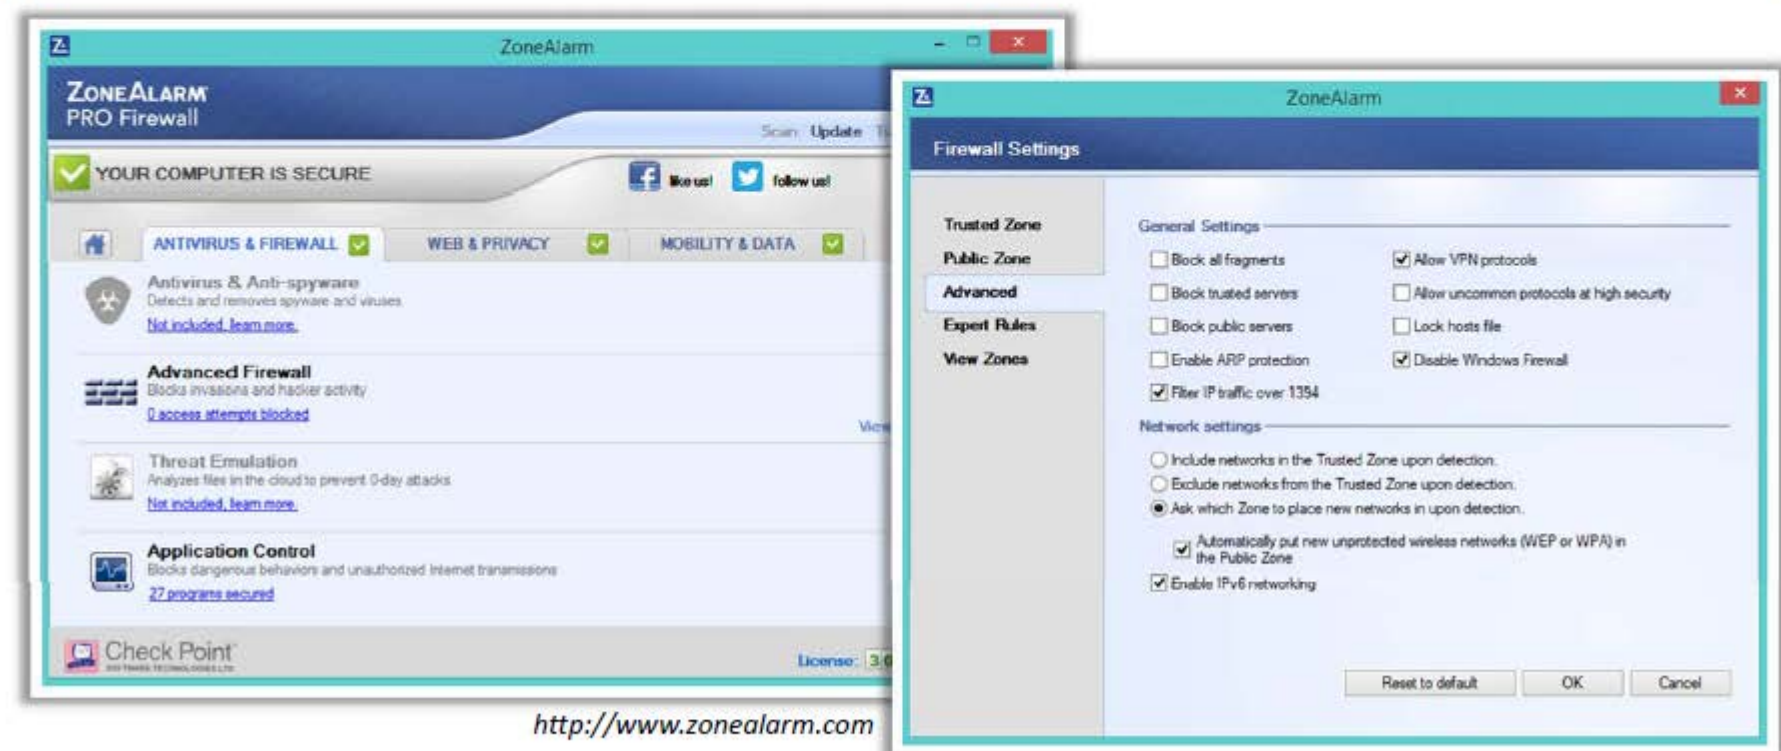 ZoneAlarm
ZONEALARM
PRO Firewall
Scan Update
YOUR COMPUTER IS SECURE
like us! follow us!
ANTIVIRUS & FIREWALL WEB & PRIVACY MOBILITY & DATA
Antivirus & Anti-spyware
Detects and removes spyware and viruses
Not included, learn more.
Advanced Firewall
Blocks invasions and hacker activity
0 access attempts blocked
View
Threat Emulation
Analyzes files in the cloud to prevent 0-day attacks
Not included, learn more.
Application Control
Blocks dangerous behaviors and unauthorized Internet transmissions
27 programs secured
Check Point
SOFTWARE TECHNOLOGIES LTD
License: 3
http://www.zonealarm.com
ZoneAlarm
Firewall Settings
Trusted Zone
Public Zone
Advanced
Expert Rules
View Zones
General Settings
Block all fragments
Block trusted servers
Block public servers
Enable ARP protection
Filter IP traffic over 1394
Allow VPN protocols
Allow uncommon protocols at high security
Lock hosts file
Disable Windows Firewall
Network settings
Include networks in the Trusted Zone upon detection.
Exclude networks from the Trusted Zone upon detection.
Ask which Zone to place new networks in upon detection.
Automatically put new unprotected wireless networks (WEP or WPA) in
the Public Zone
Enable IPv6 networking
Reset to default OK Cancel